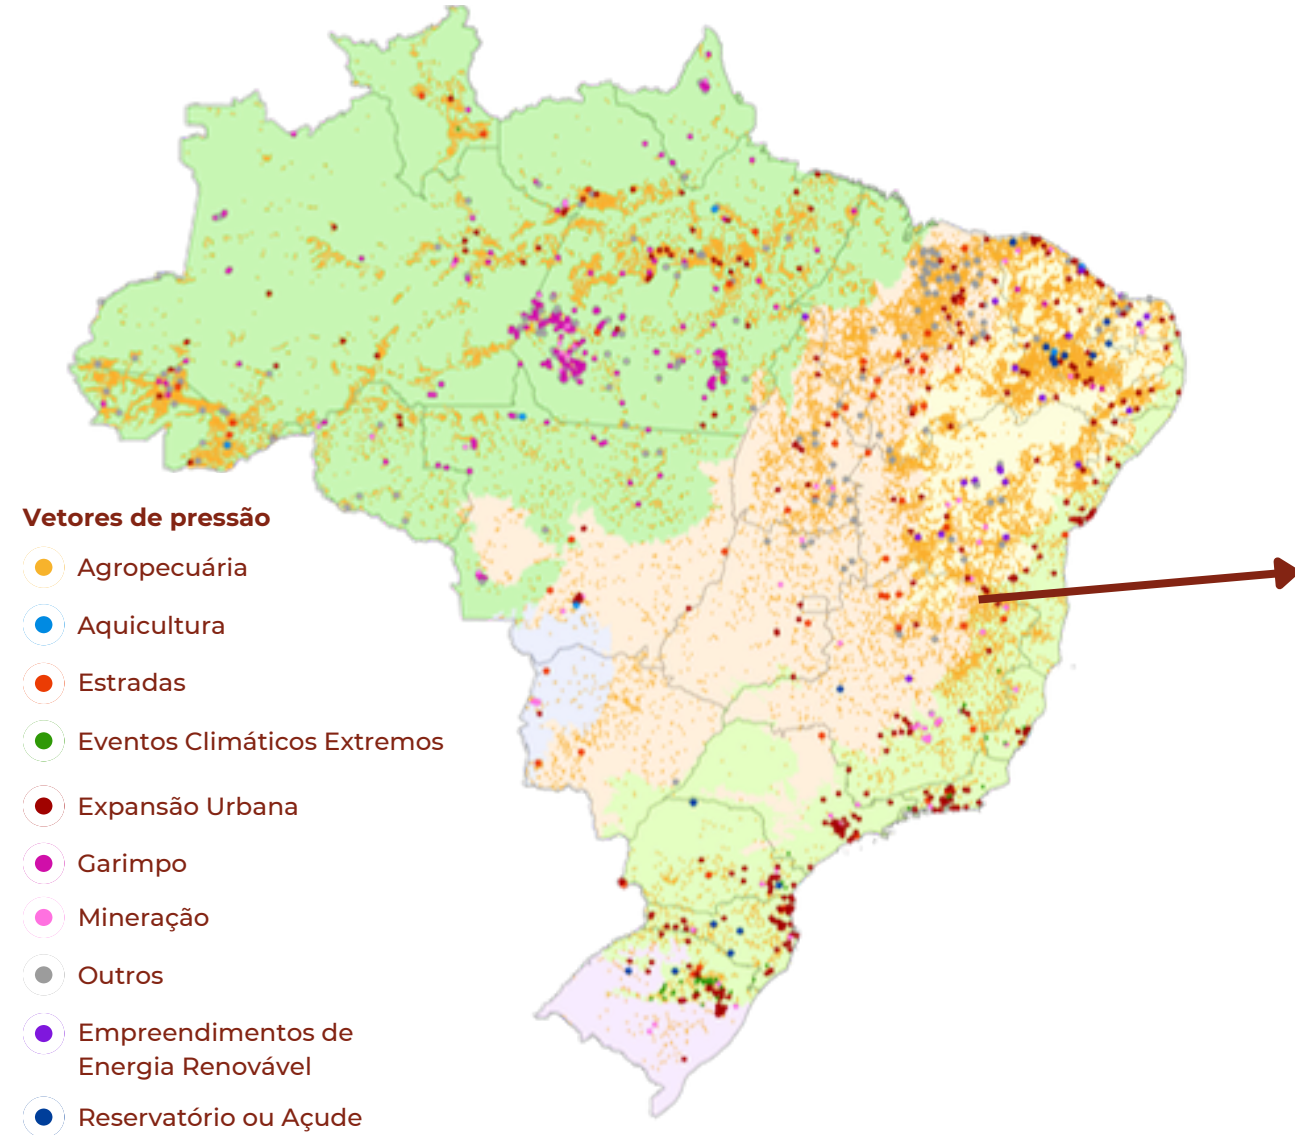 Vetores de pressão
Agropecuária
Aquicultura
Estradas
Eventos Climáticos Extremos
Expansão Urbana
Garimpo
Mineração
Outros
Empreendimentos de
Energia Renovável
Reservatório ou Açude